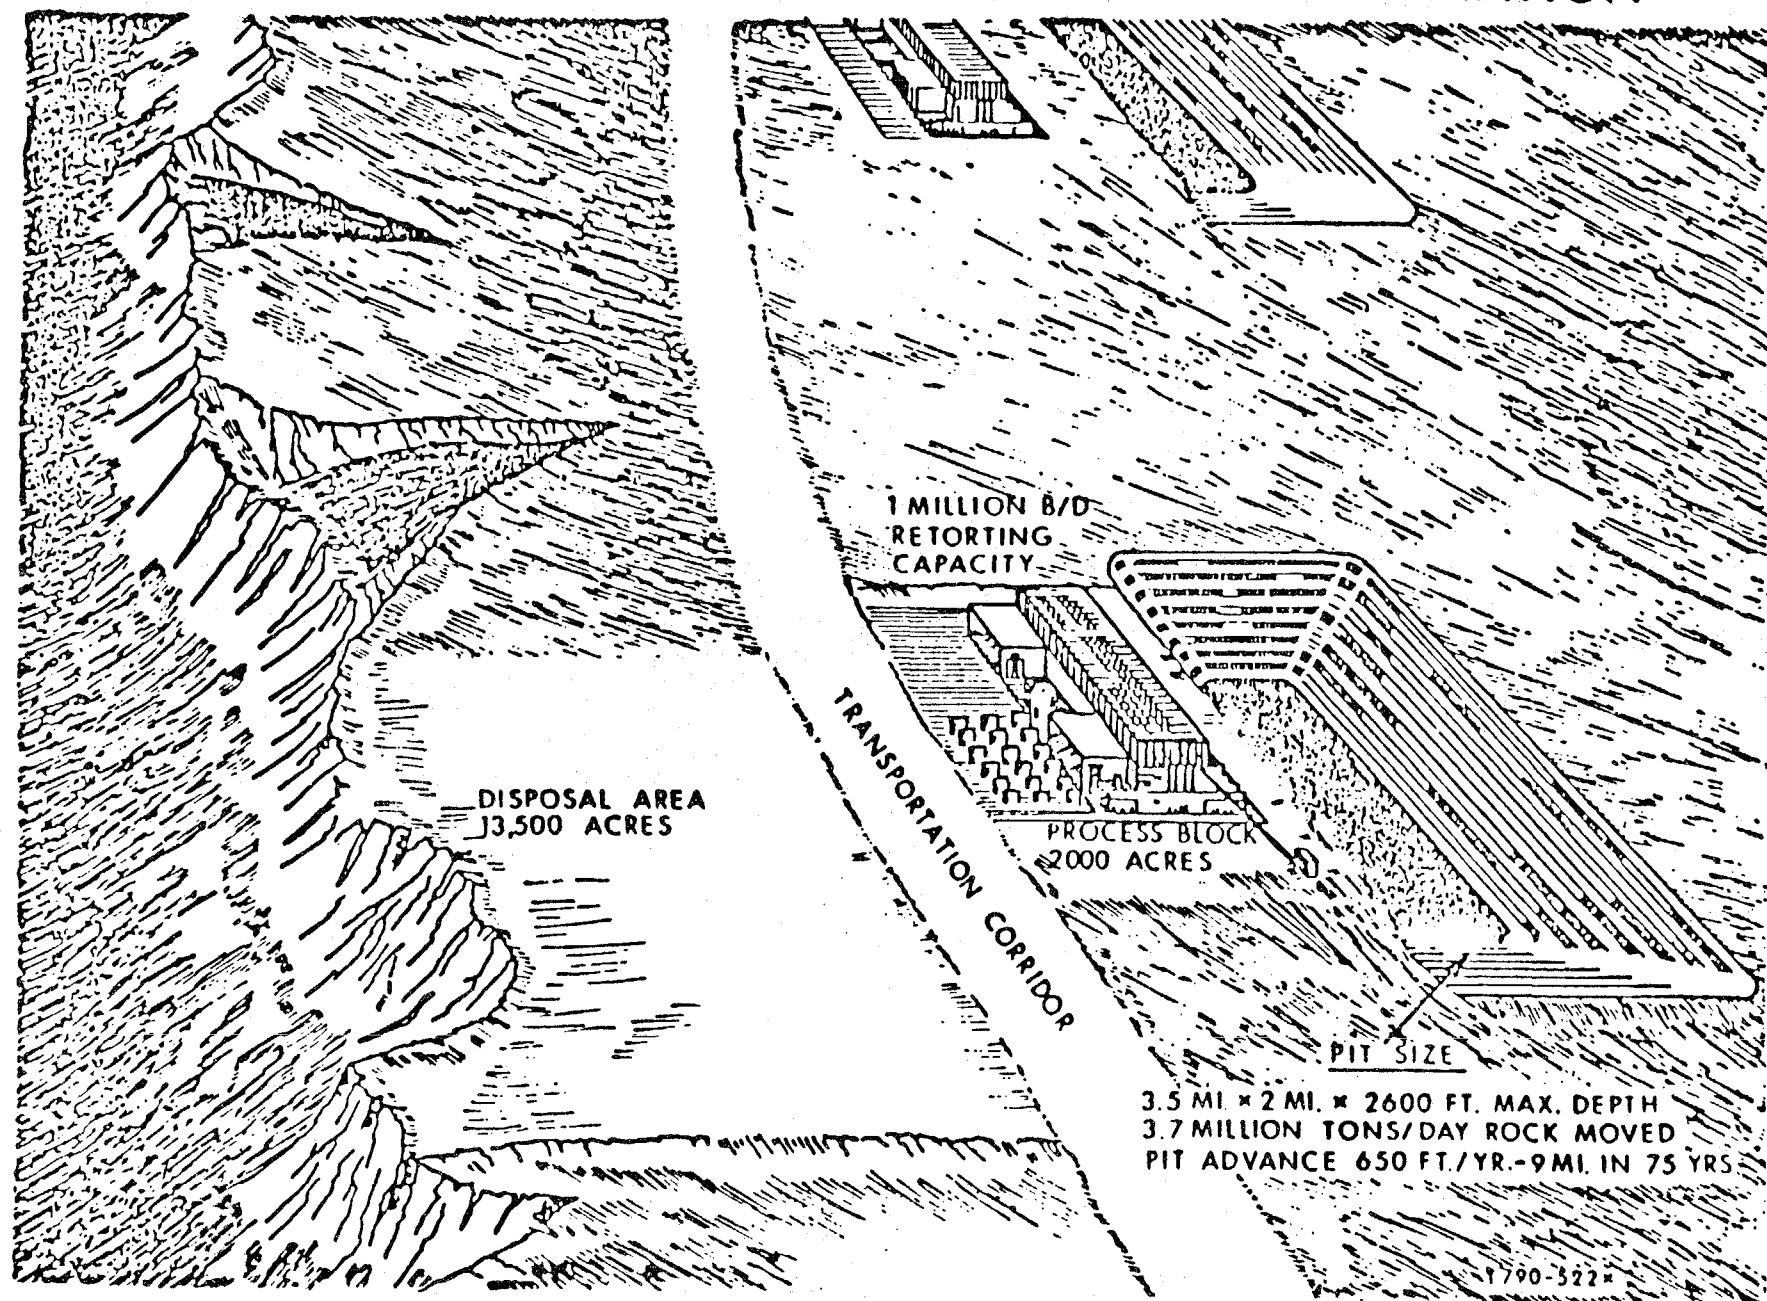 1 MILLION B/D
RETORTING
CAPACITY
TRANSPORTATION CORRIDOR
DISPOSAL AREA
13,500 ACRES
PROCESS BLOCK
2000 ACRES
PIT SIZE
3.5 MI. × 2 MI. × 2600 FT. MAX. DEPTH
3.7 MILLION TONS/DAY ROCK MOVED
PIT ADVANCE 650 FT./YR.-9 MI. IN 75 YRS.